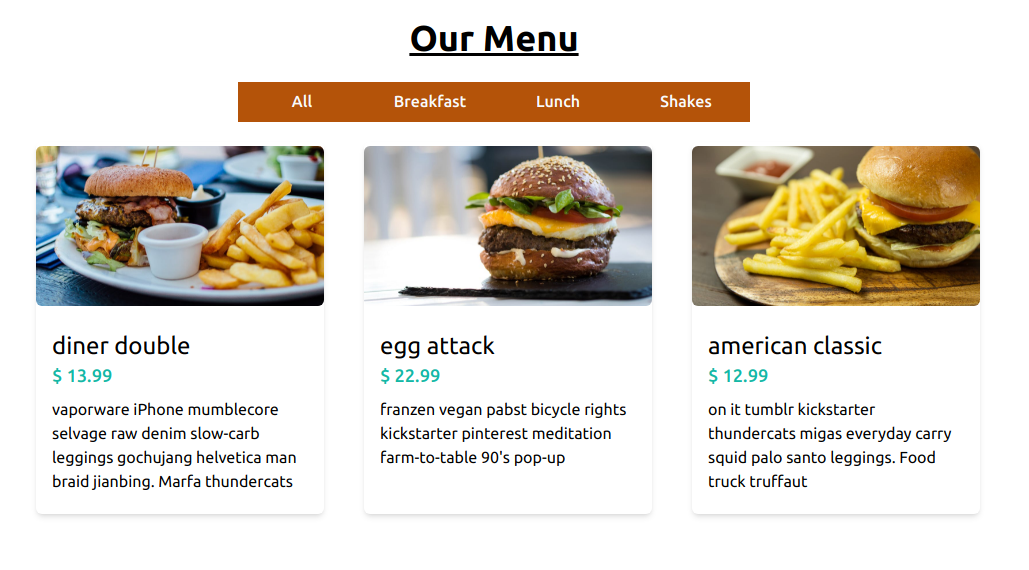 Our Menu
All Breakfast Lunch Shakes
diner double
$ 13.99
vaporware iPhone mumblecore
selvage raw denim slow-carb
leggings gochujang helvetica man
braid jianbing. Marfa thundercats
egg attack
$ 22.99
franzen vegan pabst bicycle rights
kickstarter pinterest meditation
farm-to-table 90's pop-up
american classic
$ 12.99
on it tumblr kickstarter
thundercats migas everyday carry
squid palo santo leggings. Food
truck truffaut